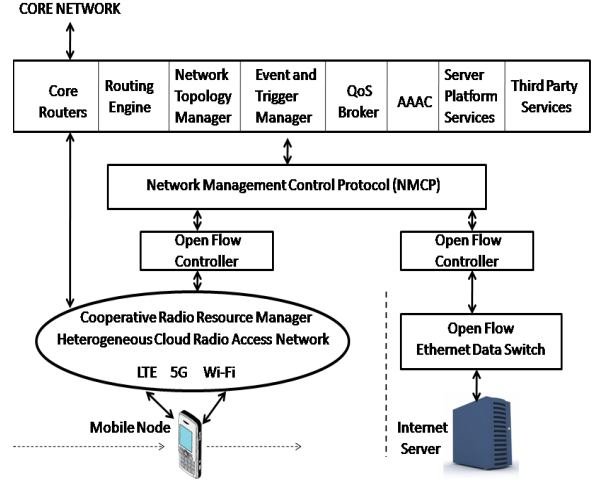 CORE NETWORK
Core
Routers
Routing
Engine
Network
Topology
Manager
Event and
Trigger
Manager
QoS
Broker
AAAC
Server
Platform
Services
Third Party
Services
Network Management Control Protocol (NMCP)
Open Flow
Controller
Open Flow
Controller
Cooperative Radio Resource Manager
Heterogeneous Cloud Radio Access Network
LTE 5G Wi-Fi
Open Flow
Ethernet Data Switch
Mobile Node
Internet
Server